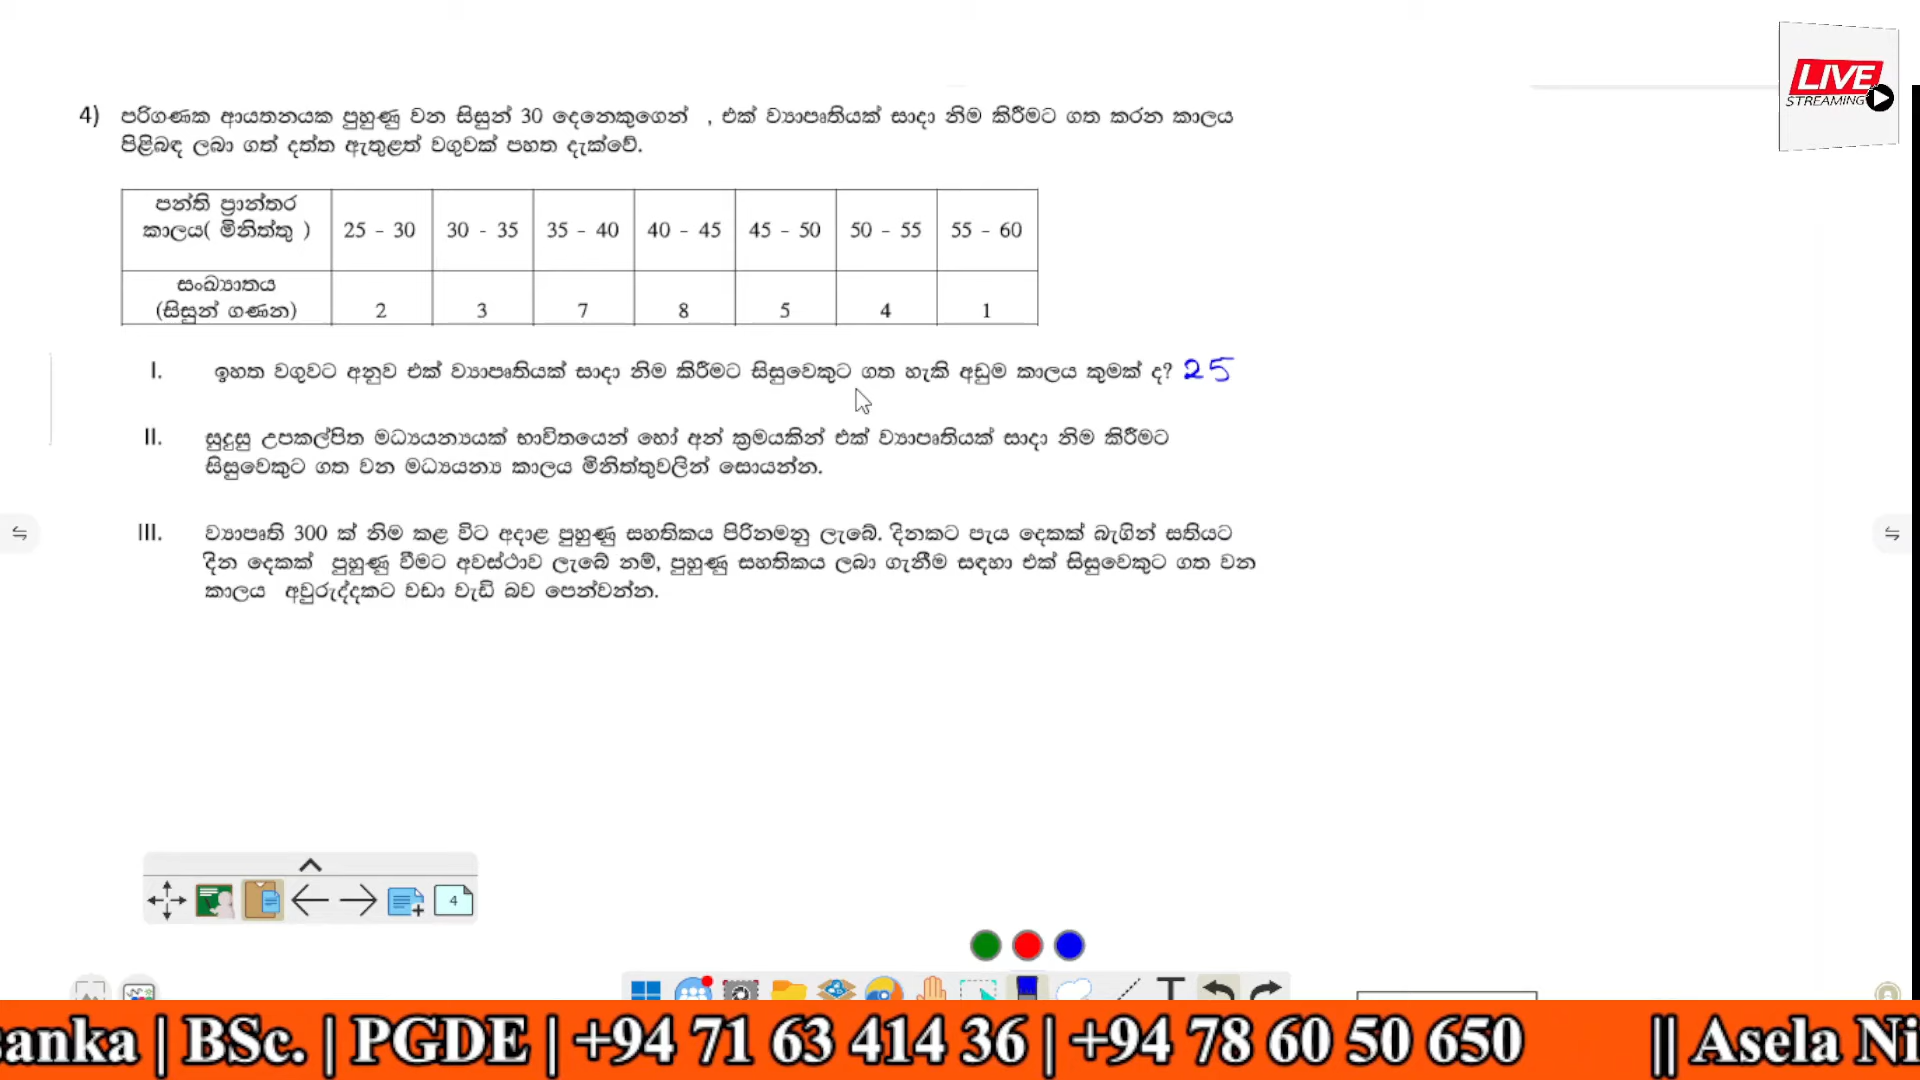 LIVE
STREAMING
4) පරිගණක ආයතනයක පුහුණු වන සිසුන් 30 දෙනෙකුගෙන් , එක් ව්‍යාපෘතියක් සාදා නිම කිරීමට ගත කරන කාලය
පිළිබඳ ලබා ගත් දත්ත ඇතුළත් වගුවක් පහත දැක්වේ.
පන්ති ප්‍රාන්තර
කාලය( මිනිත්තු ) 25 - 30 30 - 35 35 - 40 40 - 45 45 - 50 50 - 55 55 - 60
සංඛ්‍යාතය
(සිසුන් ගණන) 2 3 7 8 5 4 1
I. ඉහත වගුවට අනුව එක් ව්‍යාපෘතියක් සාදා නිම කිරීමට සිසුවෙකුට ගත හැකි අඩුම කාලය කුමක් ද? 25
II. සුදුසු උපකල්පිත මධ්‍යයන්‍යයක් භාවිතයෙන් හෝ අන් ක්‍රමයකින් එක් ව්‍යාපෘතියක් සාදා නිම කිරීමට
සිසුවෙකුට ගත වන මධ්‍යයන්‍ය කාලය මිනිත්තුවලින් සොයන්න.
III. ව්‍යාපෘති 300 ක් නිම කළ විට අදාළ පුහුණු සහතිකය පිරිනමනු ලැබේ. දිනකට පැය දෙකක් බැගින් සතියට
දින දෙකක් පුහුණු වීමට අවස්ථාව ලැබේ නම්, පුහුණු සහතිකය ලබා ගැනීම සඳහා එක් සිසුවෙකුට ගත වන
කාලය අවුරුද්දකට වඩා වැඩි බව පෙන්වන්න.
4
sanka | BSc. | PGDE | +94 71 63 414 36 | +94 78 60 50 650 || Asela Ni